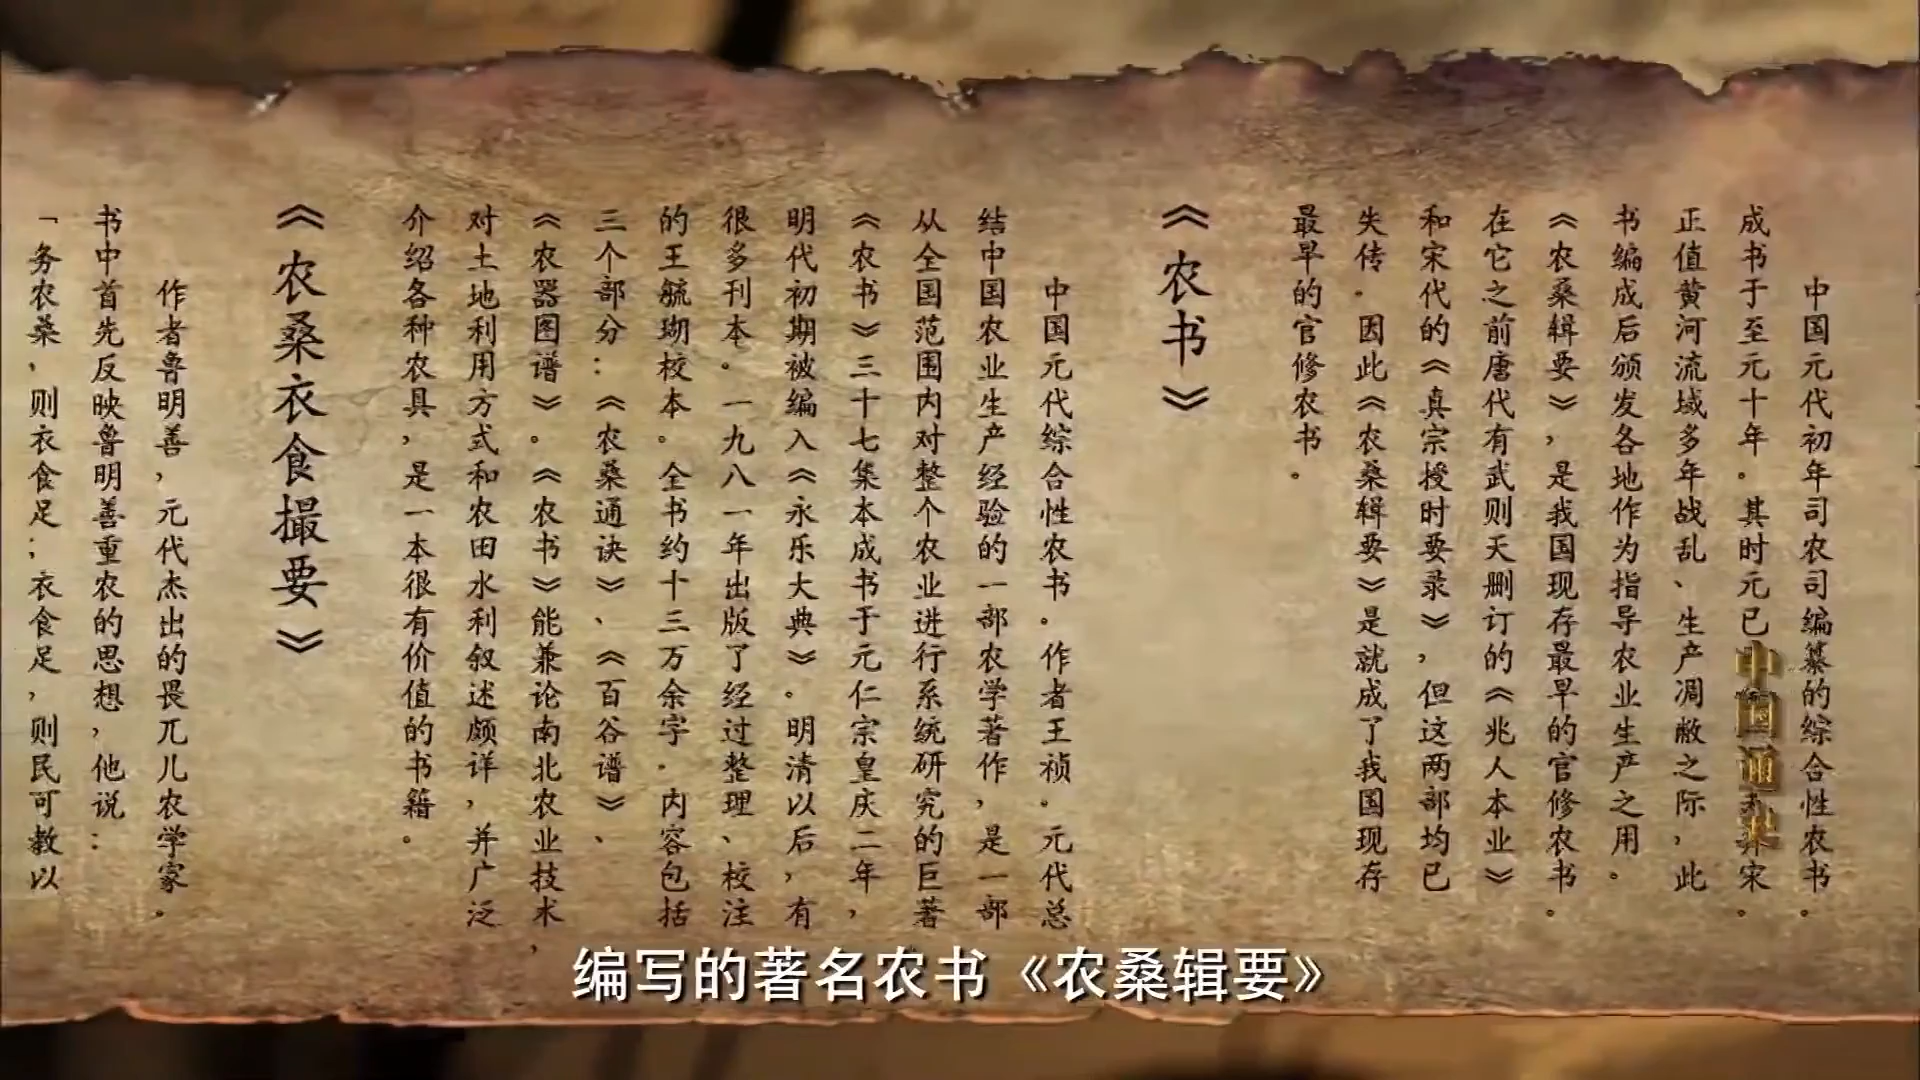 中国元代初年司农司编纂的综合性农书。
成书于至元十年。其时元已宋。
正值黄河流域多年战乱、生产凋敝之际，此
书编成后颁发各地作为指导农业生产之用。
《农桑辑要》，是我国现存最早的官修农书。
在它之前唐代有武则天删订的《兆人本业》
和宋代的《真宗授时要录》，但这两部均已
失传。因此《农桑辑要》是就成了我国现存
最早的官修农书。
《农书》
中国元代综合性农书。作者王祯。元代总
结中国农业生产经验的一部农学著作，是一部
从全国范围内对整个农业进行系统研究的巨著
《农书》三十七集本成书于元仁宗皇庆二年，
明代初期被编入《永乐大典》。明清以后，有
很多刊本。一九八一年出版了经过整理、校注
的王毓瑚校本。全书约十三万余字。内容包括
三个部分：《农桑通诀》、《百谷谱》、
《农器图谱》。《农书》能兼论南北农业技术，
对土地利用方式和农田水利叙述颇详，并广泛
介绍各种农具，是一本很有价值的书籍。
《农桑衣食撮要》
作者鲁明善，元代杰出的畏兀儿农学家。
书中首先反映鲁明善重农的思想，他说：
「务农桑，则衣食足；衣食足，则民可教以
中国通史
编写的著名农书《农桑辑要》